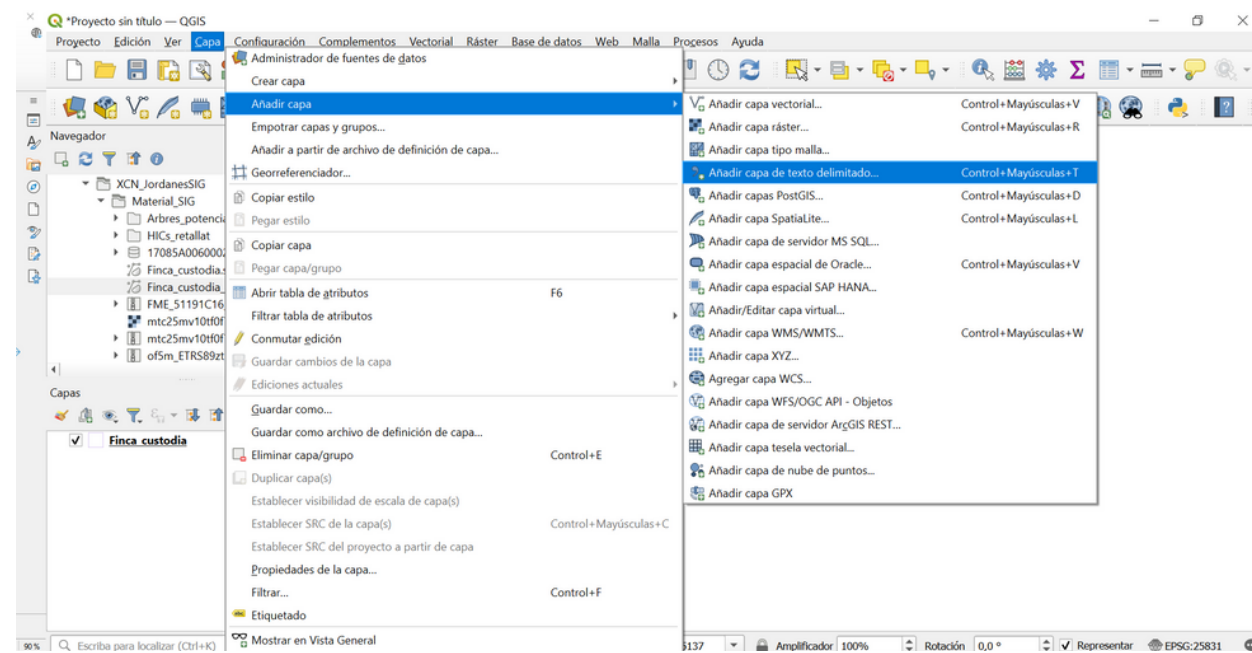 *Proyecto sin título — QGIS
Proyecto Edición Ver Capa Configuración Complementos Vectorial Ráster Base de datos Web Malla Procesos Ayuda
Administrador de fuentes de datos
Crear capa
Añadir capa
Empotrar capas y grupos...
Añadir a partir de archivo de definición de capa...
Georreferenciador...
Copiar estilo
Pegar estilo
Copiar capa
Pegar capa/grupo
Abrir tabla de atributos F6
Filtrar tabla de atributos
Conmutar edición
Guardar cambios de la capa
Ediciones actuales
Guardar como...
Guardar como archivo de definición de capa...
Eliminar capa/grupo Control+E
Duplicar capa(s)
Establecer visibilidad de escala de capa(s)
Establecer SRC de la capa(s) Control+Mayúsculas+C
Establecer SRC del proyecto a partir de capa
Propiedades de la capa...
Filtrar... Control+F
Etiquetado
Mostrar en Vista General
Añadir capa vectorial... Control+Mayúsculas+V
Añadir capa ráster... Control+Mayúsculas+R
Añadir capa tipo malla...
Añadir capa de texto delimitado... Control+Mayúsculas+T
Añadir capas PostGIS... Control+Mayúsculas+D
Añadir capa SpatiaLite... Control+Mayúsculas+L
Añadir capa de servidor MS SQL...
Añadir capa espacial de Oracle... Control+Mayúsculas+V
Añadir capa espacial SAP HANA...
Añadir/Editar capa virtual...
Añadir capa WMS/WMTS... Control+Mayúsculas+W
Añadir capa XYZ...
Agregar capa WCS...
Añadir capa WFS/OGC API - Objetos
Añadir capa de servidor ArcGIS REST...
Añadir capa tesela vectorial...
Añadir capa de nube de puntos...
Añadir capa GPX
Navegador
XCN_JordanesSIG
Material_SIG
Arbres_potencia
HICs_retallat
17085A0060002
Finca_custodia.s
Finca_custodia_
FME_51191C16
mtc25mv10tf0f
mtc25mv10tf0f
of5m_ETRS89zt
Capas
Finca custodia
90 % Escriba para localizar (Ctrl+K) 5137 Amplificador 100% Rotación 0,0 ° Representar EPSG:25831